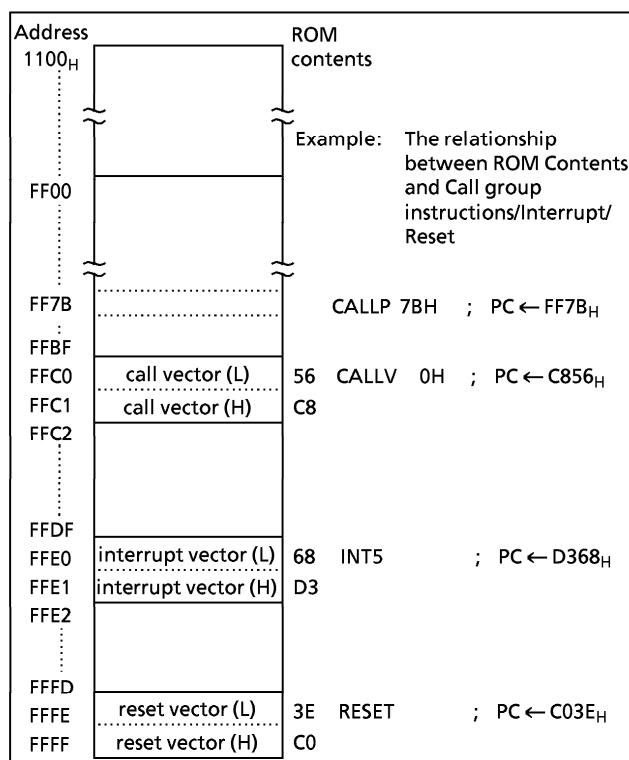 Address ROM
1100H contents
Example: The relationship
between ROM Contents
and Call group
instructions/Interrupt/
Reset
FF00
FF7B CALLP 7BH ; PC ← FF7BH
FFBF
FFC0 call vector (L) 56 CALLV 0H ; PC ← C856H
FFC1 call vector (H) C8
FFC2
FFDF
FFE0 interrupt vector (L) 68 INT5 ; PC ← D368H
FFE1 interrupt vector (H) D3
FFE2
FFFD
FFFE reset vector (L) 3E RESET ; PC ← C03EH
FFFF reset vector (H) C0